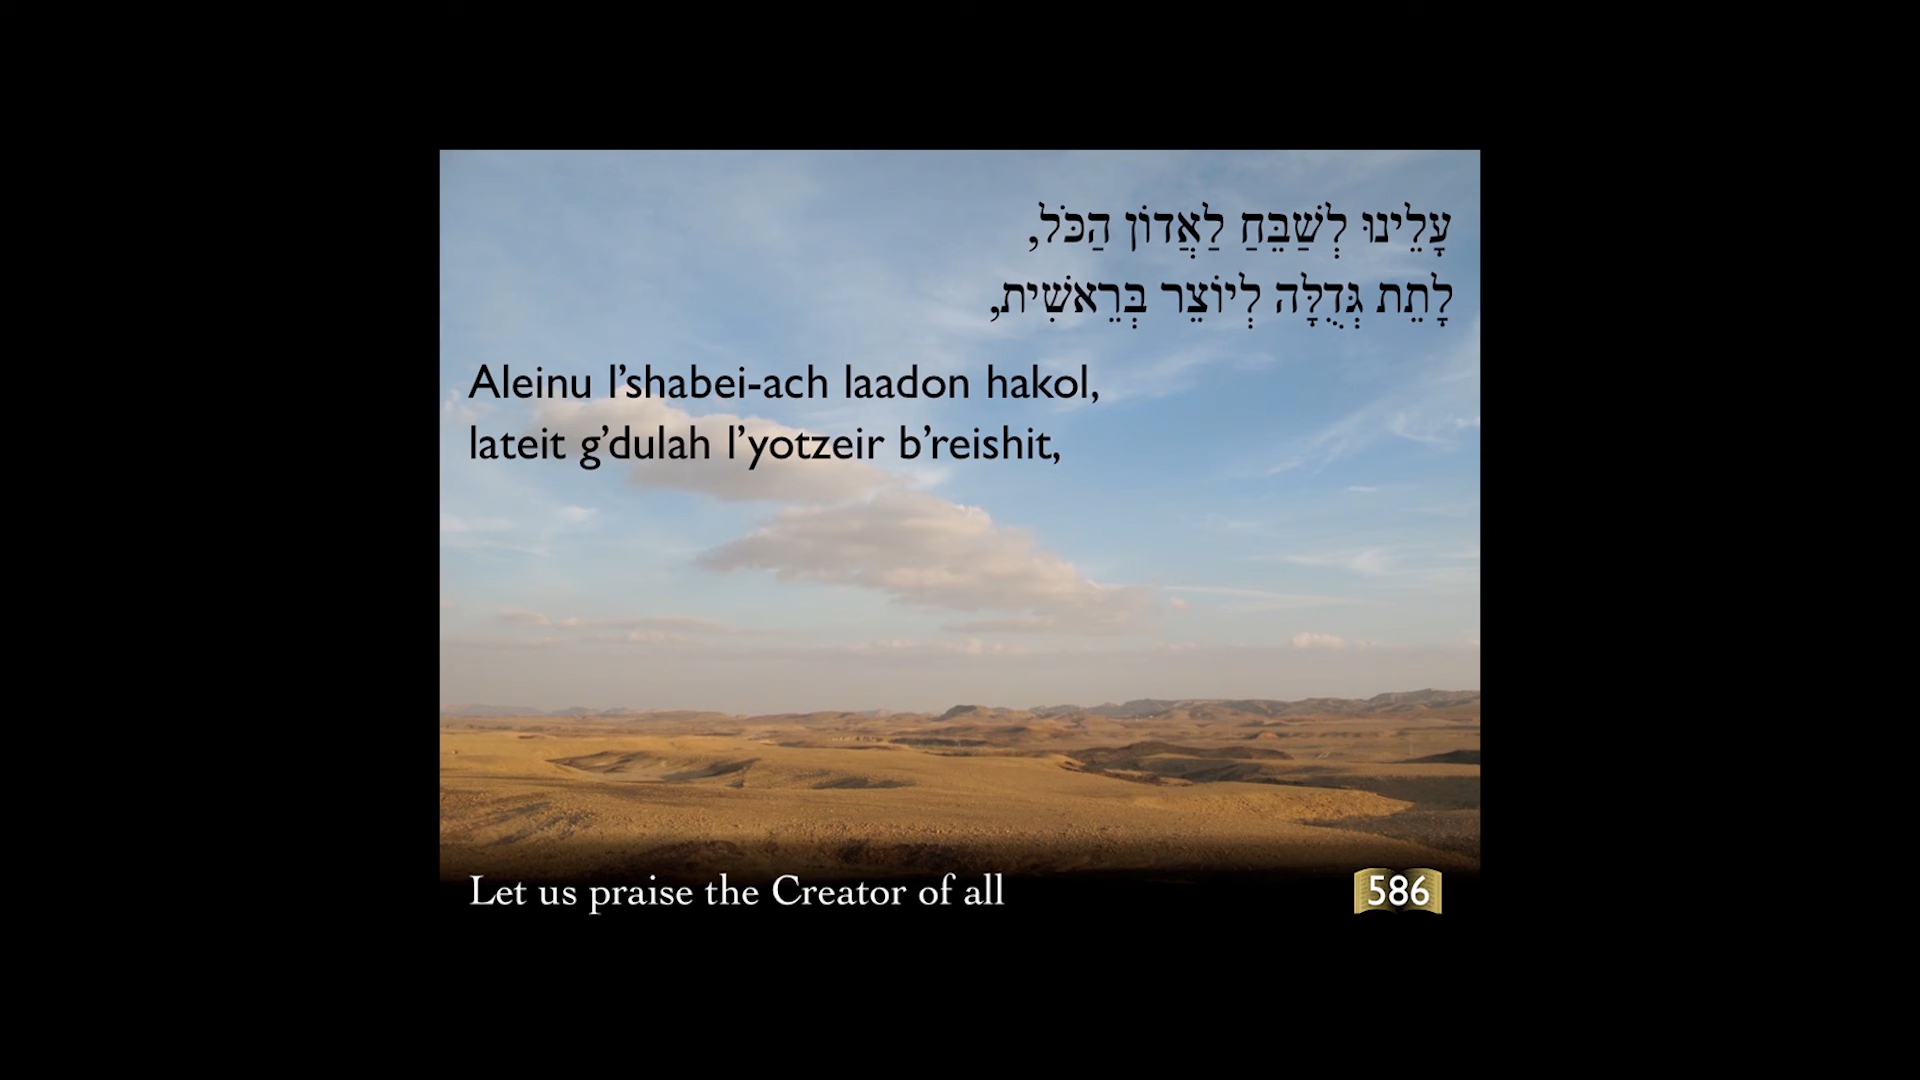 עָלֵינוּ לְשַׁבֵּחַ לַאֲדוֹן הַכֹּל,
לָתֵת גְּדֻלָּה לְיוֹצֵר בְּרֵאשִׁית,
Aleinu l’shabei-ach laadon hakol,
lateit g’dulah l’yotzeir b’reishit,
Let us praise the Creator of all
586